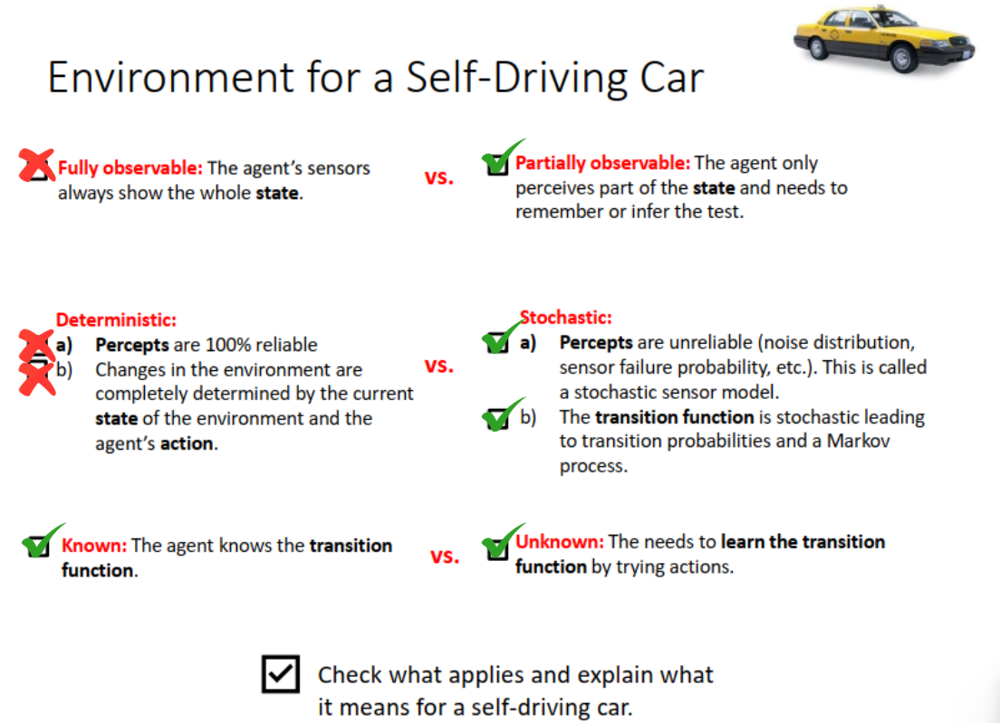 Environment for a Self-Driving Car
Fully observable: The agent's sensors
always show the whole state.
vs.
Partially observable: The agent only
perceives part of the state and needs to
remember or infer the test.
Deterministic:
a) Percepts are 100% reliable
b) Changes in the environment are
completely determined by the current
state of the environment and the
agent's action.
vs.
Stochastic:
a) Percepts are unreliable (noise distribution,
sensor failure probability, etc.). This is called
a stochastic sensor model.
b) The transition function is stochastic leading
to transition probabilities and a Markov
process.
Known: The agent knows the transition
function.
vs.
Unknown: The needs to learn the transition
function by trying actions.
Check what applies and explain what
it means for a self-driving car.